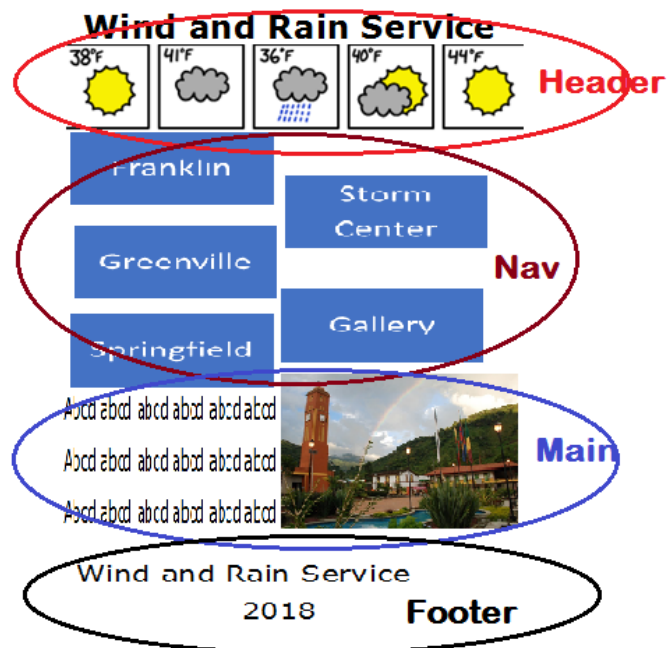 Wind and Rain Service
38°F 41°F 36°F 40°F 44°F
Header
Franklin
Storm
Center
Greenville
Nav
Gallery
Springfield
Abcd abcd abcd abcd abcd abcd
Abcd abcd abcd abcd abcd abcd
Main
Abcd abcd abcd abcd abcd abcd
Wind and Rain Service
2018
Footer